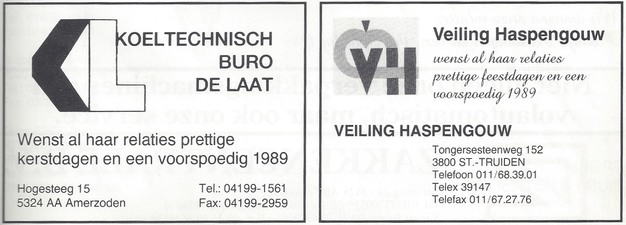 KOELTECHNISCH
BURO
DE LAAT
Wenst al haar relaties prettige
kerstdagen en een voorspoedig 1989
Hogesteeg 15
5324 AA Amerzoden
Tel.: 04199-1561
Fax: 04199-2959
VH
Veiling Haspengouw
wenst al haar relaties
prettige feestdagen en een
voorspoedig 1989
VEILING HASPENGOUW
Tongersesteenweg 152
3800 ST.-TRUIDEN
Telefoon 011/68.39.01
Telex 39147
Telefax 011/67.27.76